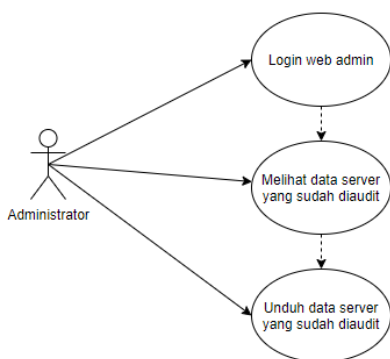 Login web admin
Melihat data server
yang sudah diaudit
Administrator
Unduh data server
yang sudah diaudit